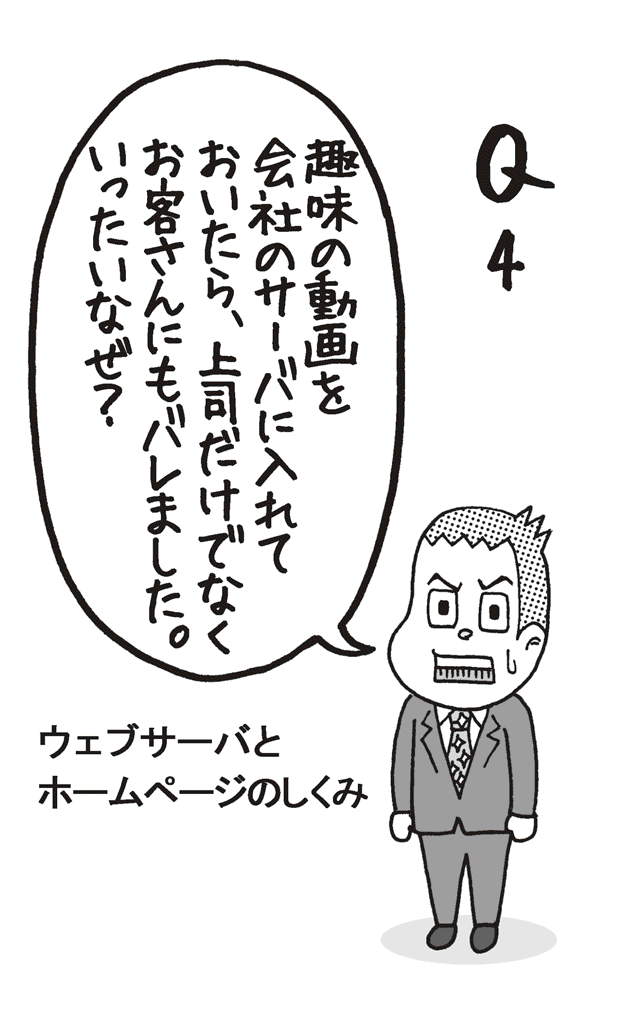 Q4
趣味の動画を
会社のサーバに入れて
おいたら、上司だけでなく
お客さんにもバレました。
いったいなぜ？
ウェブサーバと
ホームページのしくみ